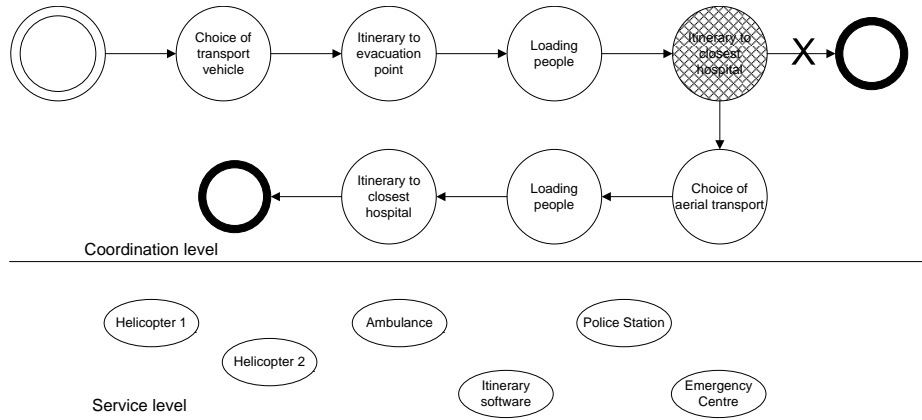 Choice of
transport
vehicle
Itinerary to
evacuation
point
Loading
people
Itinerary to
closest
hospital
X
Itinerary to
closest
hospital
Loading
people
Choice of
aerial transport
Coordination level
Helicopter 1
Ambulance
Police Station
Helicopter 2
Itinerary
software
Emergency
Centre
Service level